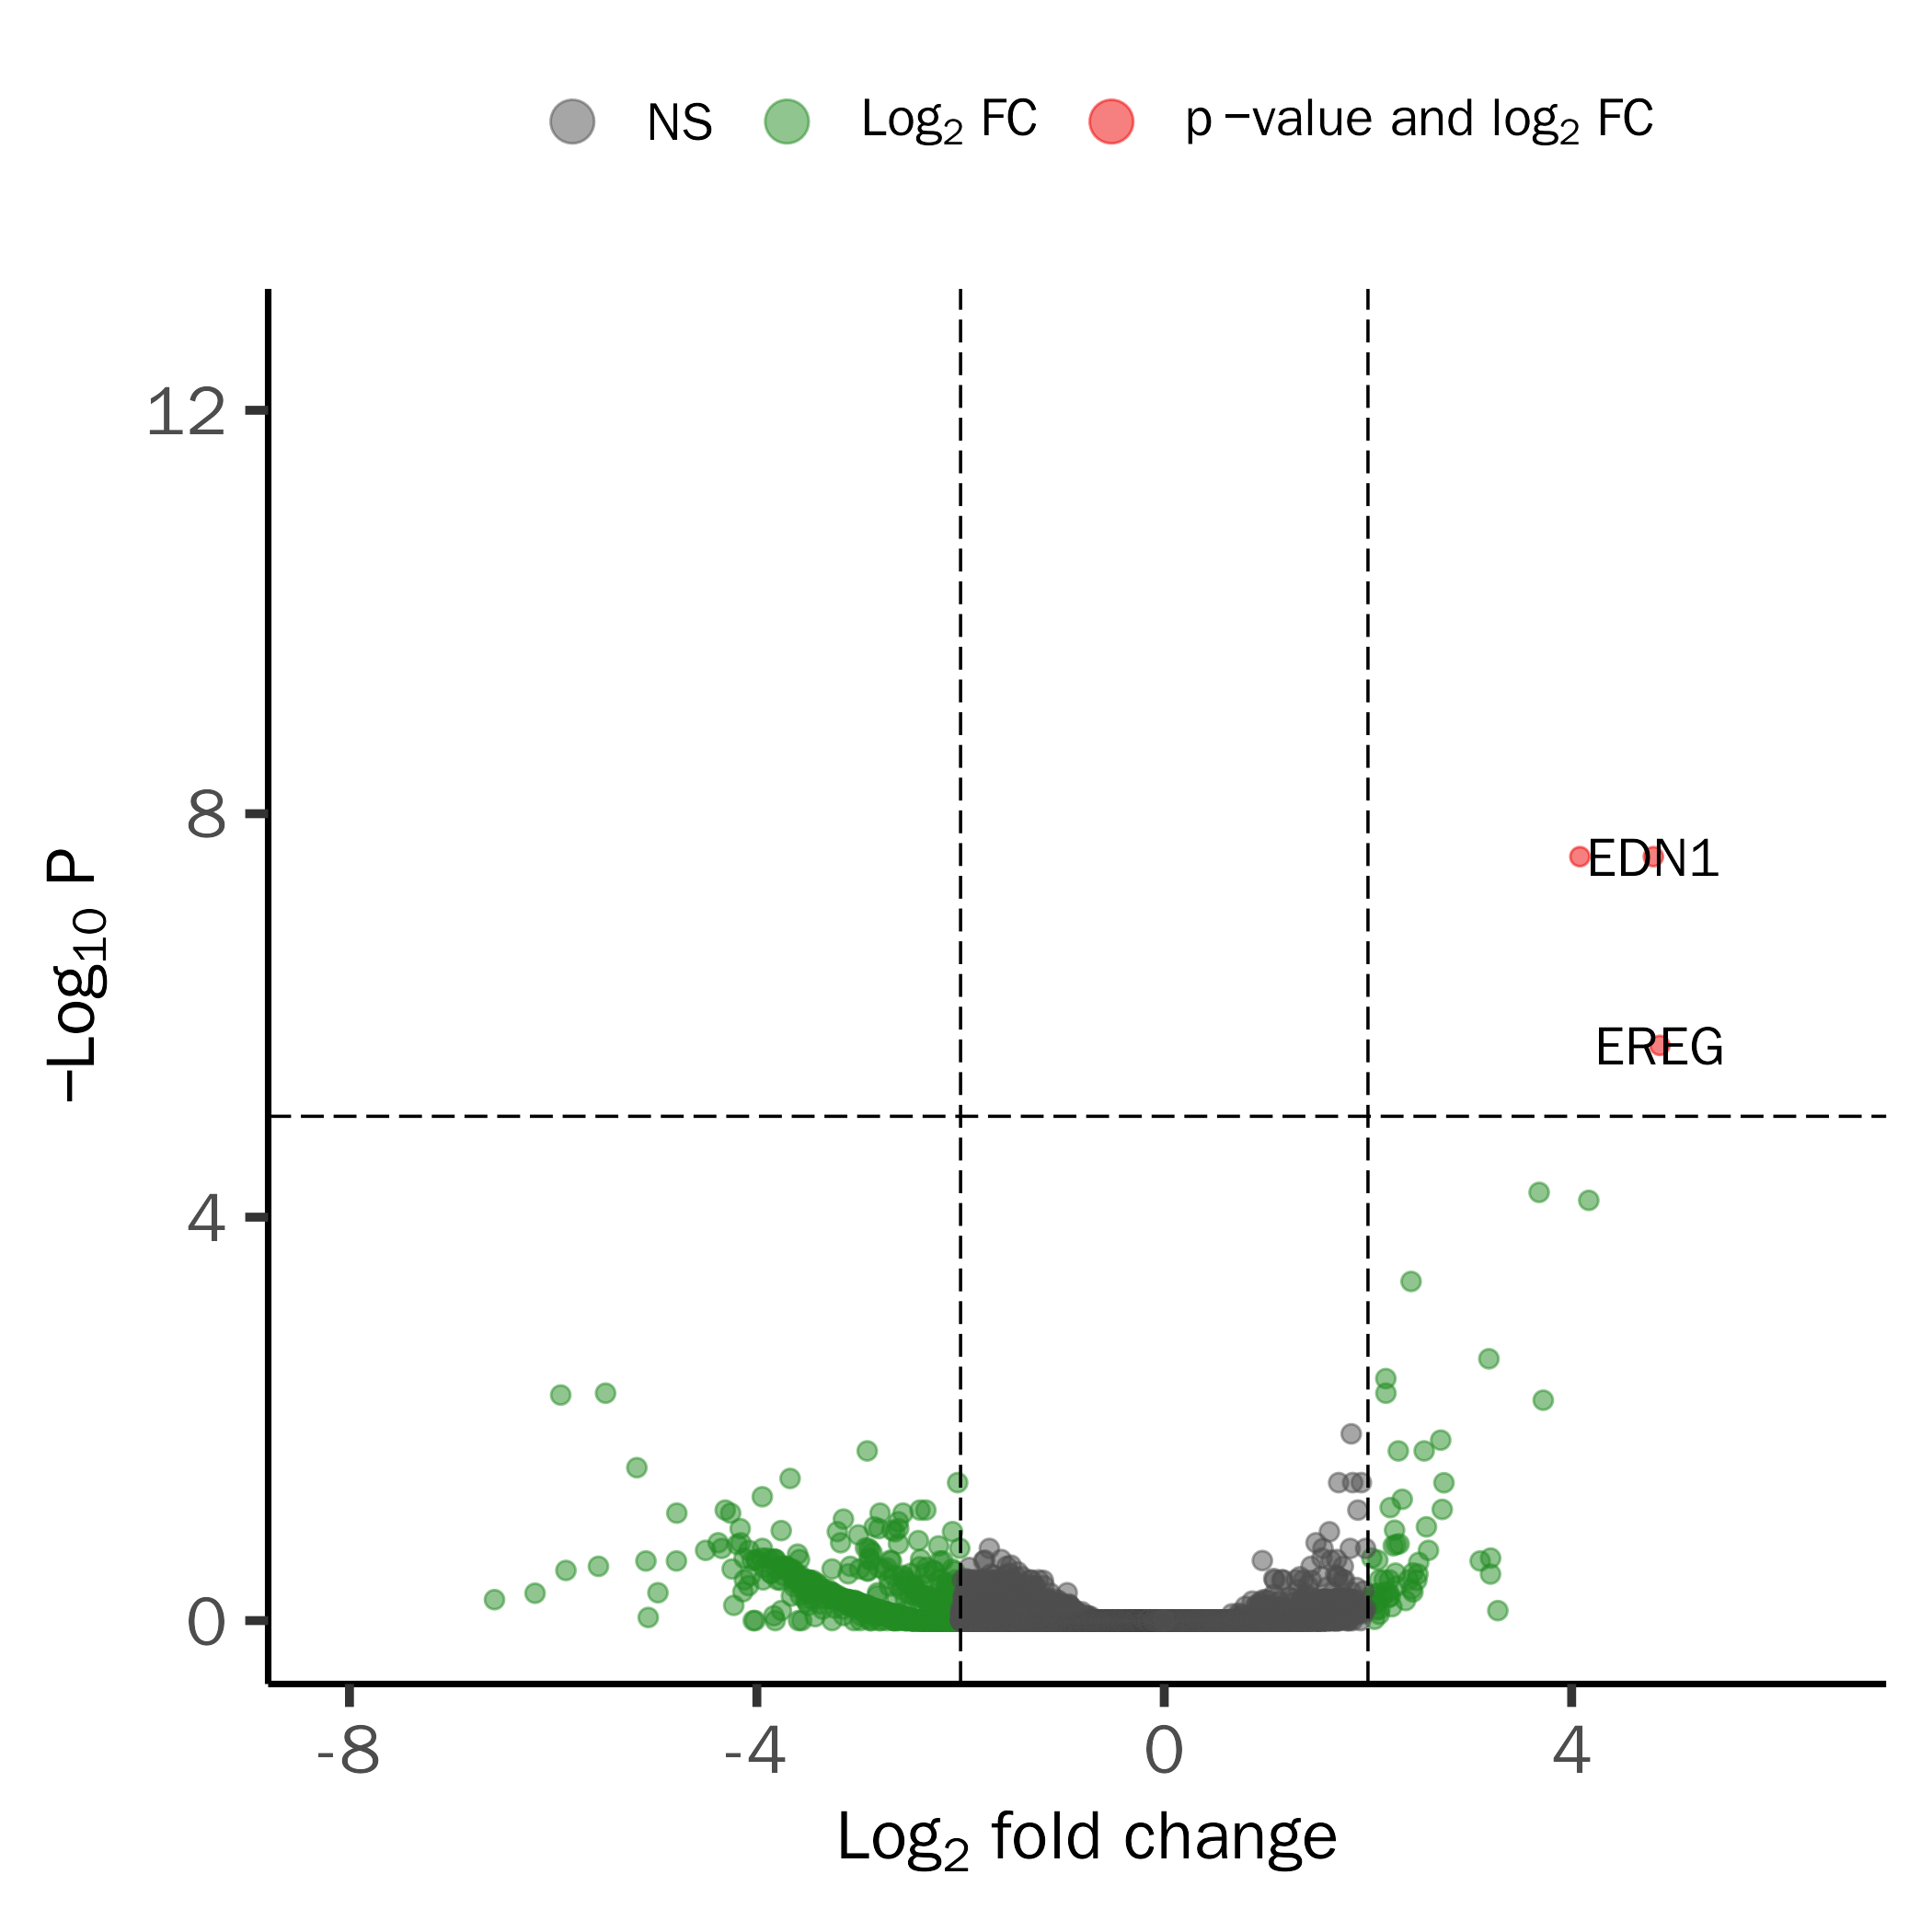 NS Log₂ FC p −value and log₂ FC
12
8
4
0
−Log₁₀ P
EDN1
EREG
-8 -4 0 4
Log₂ fold change